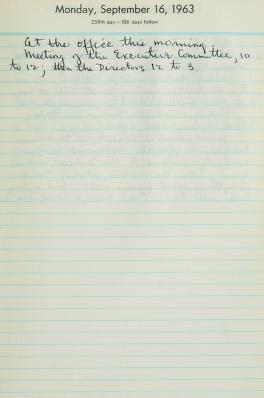 Monday, September 16, 1963
259th day—106 days follow
At the office this morning.
Meeting of the Executive Committee, 10
to 12; then the Directors 12 to 3.